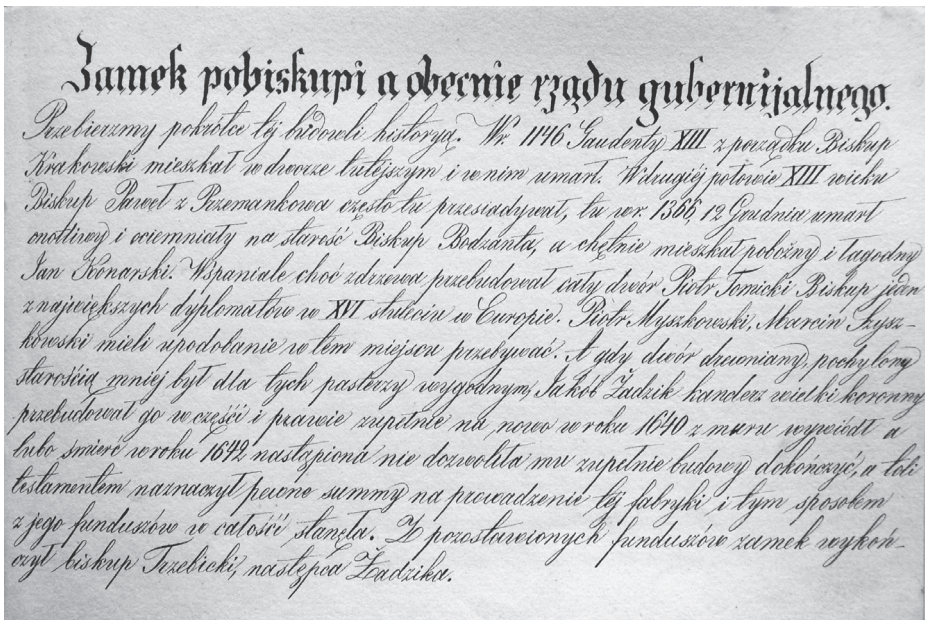 Zamek pobiskupi a obecnie rządu gubernijalnego.
Przebierzmy pokrótce téj budowli historyą. W r. 1146 Gaudenty XIII z porządku Biskup
Krakowski mieszkał w dworze tutejszym i w nim umarł. W drugiéj połowie XIII wieku
Biskup Paweł z Przemankowa często tu przesiadywał, tu w r. 1366, 12 Grudnia umarł
cnotliwy i ociemniały na starość Biskup Bodzanta, a chętnie mieszkał pobożny i łagodny
Jan Konarski. Wspaniale choć z drzewa przebudował cały dwór Piotr Tomicki Biskup jeden
z największych dyplomatów w XVI stuleciu w Europie. Piotr Myszkowski, Marcin Szysz-
kowski mieli upodobanie w tem miejscu przebywać. A gdy dwór drewniany, pochylony
starością mniej był dla tych pasterzy wygodnym, Jakób Zadzik kanclerz wielki koronny
przebudował go w części i prawie zupełnie na nowo w roku 1640 z muru wywiódł a
lubo śmierć w roku 1642 nastąpiona nie dozwoliła mu zupełnie budowy dokończyć, a toli
testamentem naznaczył pewne summy na prowadzenie téj fabryki i tym sposobem
z jego funduszów w całości stanęła. Z pozostawionych funduszów zamek wykoń-
czył biskup Trzebicki, następca Zadzika.